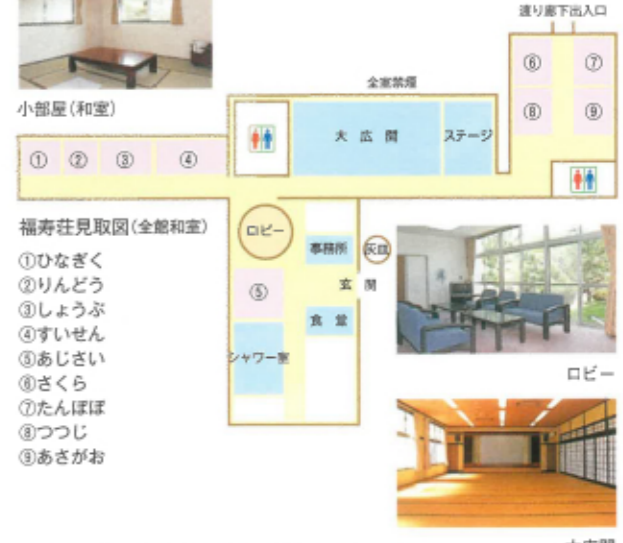 渡り廊下出入口
小部屋(和室)
全室禁煙
⑥
⑦
⑧
⑨
大広間
ステージ
①
②
③
④
福寿荘見取図(全館和室)
①ひなぎく
②りんどう
③しょうぶ
④すいせん
⑤あじさい
⑥さくら
⑦たんぽぽ
⑧つつじ
⑨あさがお
ロビー
事務所
灰皿
⑤
玄関
食堂
シャワー室
ロビー
大広間